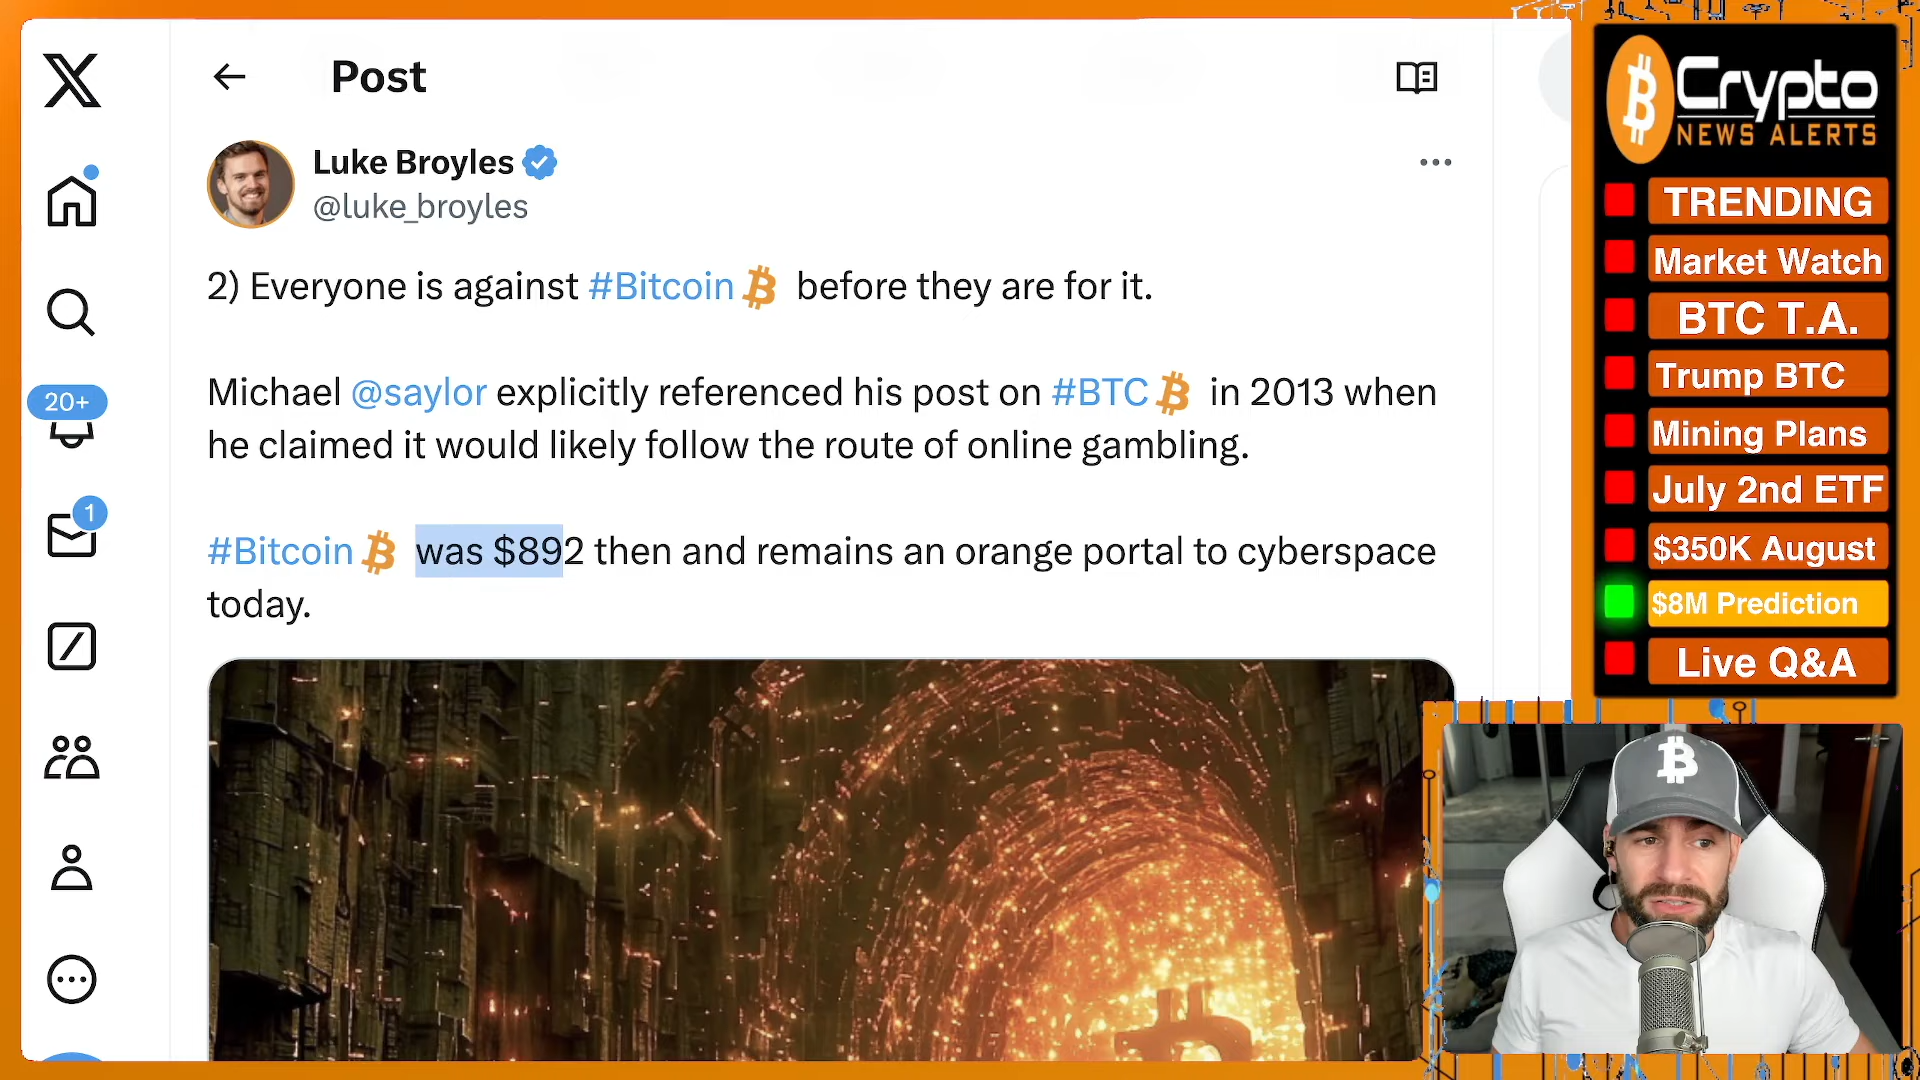 Post
Luke Broyles
@luke_broyles
2) Everyone is against #Bitcoin before they are for it.
Michael @saylor explicitly referenced his post on #BTC in 2013 when
he claimed it would likely follow the route of online gambling.
#Bitcoin was $892 then and remains an orange portal to cyberspace
today.
20+
1
Crypto
NEWS ALERTS
TRENDING
Market Watch
BTC T.A.
Trump BTC
Mining Plans
July 2nd ETF
$350K August
$8M Prediction
Live Q&A